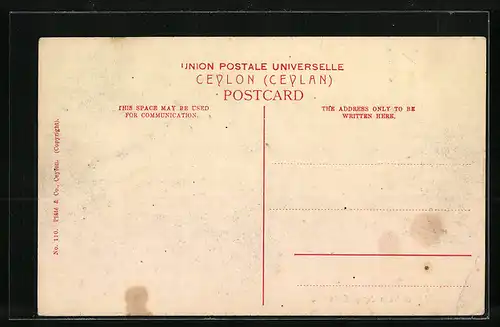 UNION POSTALE UNIVERSELLE
CEYLON (CEYLAN)
POSTCARD
THIS SPACE MAY BE USED
FOR COMMUNICATION.
THE ADDRESS ONLY TO BE
WRITTEN HERE.
No. 110. Plâté & Co., Ceylon. (Copyright).